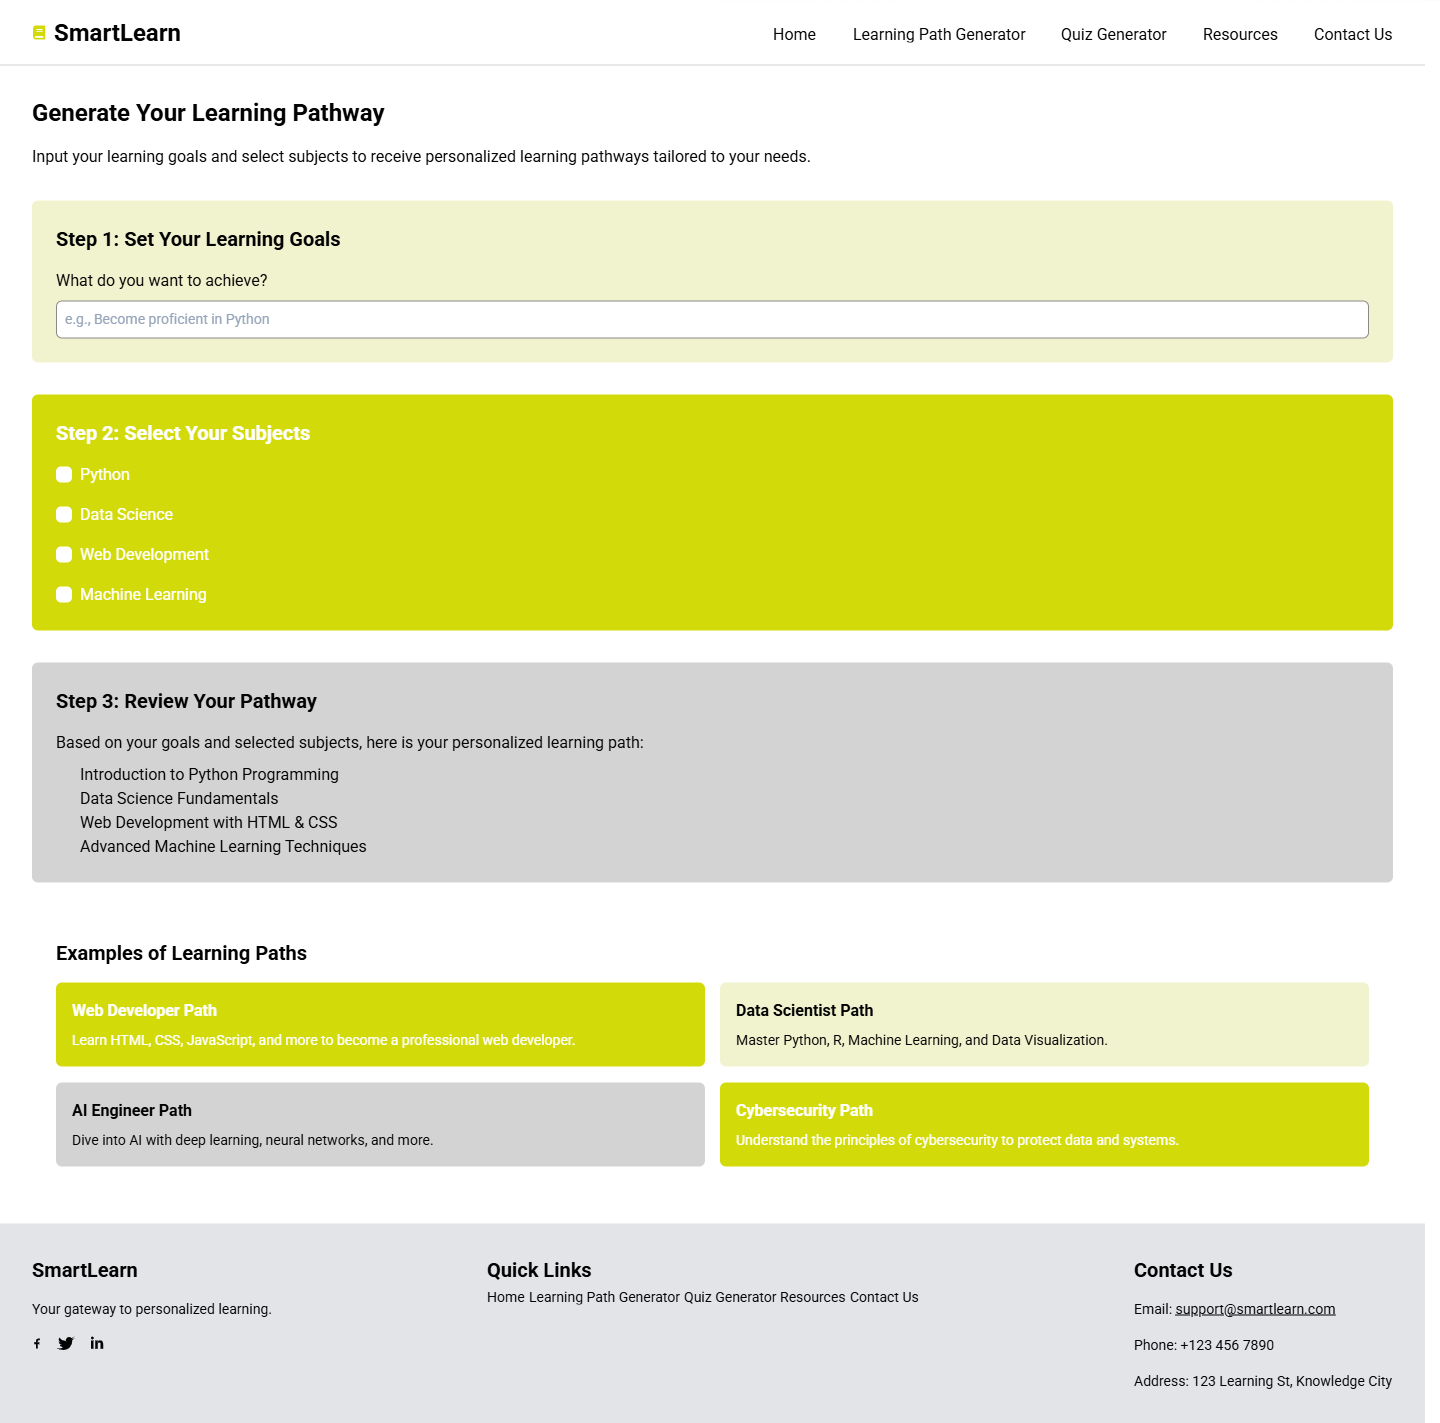 SmartLearn
Home Learning Path Generator Quiz Generator Resources Contact Us
Generate Your Learning Pathway
Input your learning goals and select subjects to receive personalized learning pathways tailored to your needs.
Step 1: Set Your Learning Goals
What do you want to achieve?
e.g., Become proficient in Python
Step 2: Select Your Subjects
Python
Data Science
Web Development
Machine Learning
Step 3: Review Your Pathway
Based on your goals and selected subjects, here is your personalized learning path:
Introduction to Python Programming
Data Science Fundamentals
Web Development with HTML & CSS
Advanced Machine Learning Techniques
Examples of Learning Paths
Web Developer Path
Learn HTML, CSS, JavaScript, and more to become a professional web developer.
Data Scientist Path
Master Python, R, Machine Learning, and Data Visualization.
AI Engineer Path
Dive into AI with deep learning, neural networks, and more.
Cybersecurity Path
Understand the principles of cybersecurity to protect data and systems.
SmartLearn
Your gateway to personalized learning.
Quick Links
Home Learning Path Generator Quiz Generator Resources Contact Us
Contact Us
Email: support@smartlearn.com
Phone: +123 456 7890
Address: 123 Learning St, Knowledge City